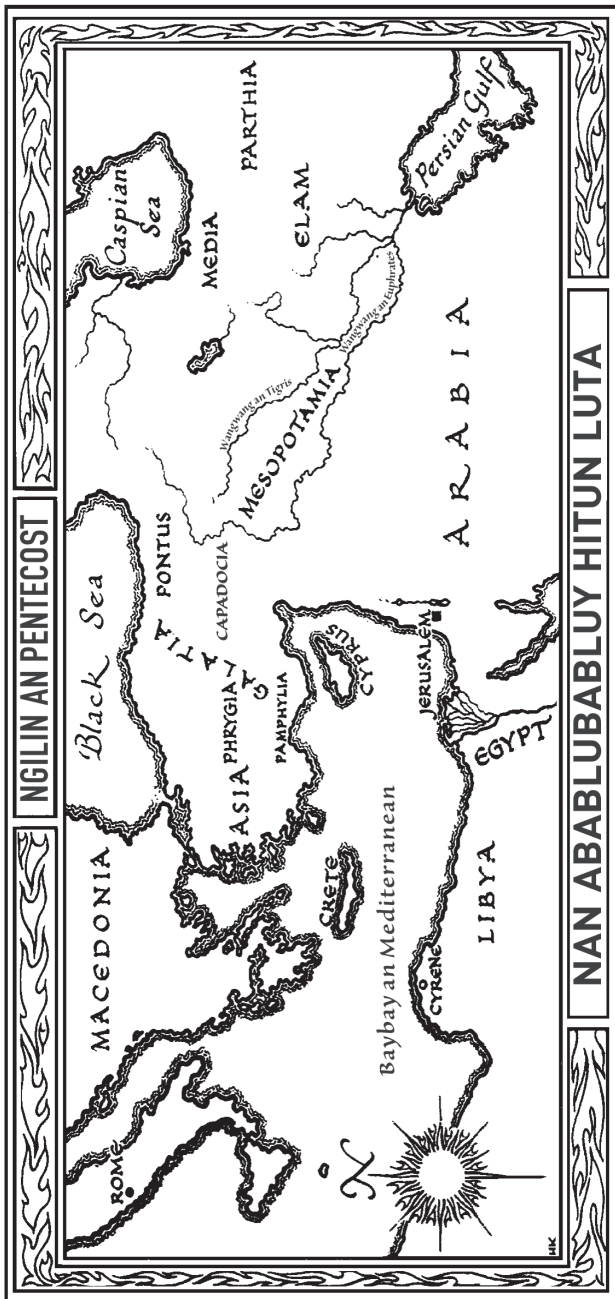 NGILIN AN PENTECOST
Black Sea
Caspian
Sea
MACEDONIA
ROME
PONTUS
GALATIA
CAPADOCIA
PHRYGIA
ASIA
PAMPHYLIA
MEDIA
PARTHIA
ELAM
Wangwang an Tigris
MESOPOTAMIA
Wangwang an Euphrates
Persian Gulf
CYPRUS
CRETE
Baybay an Mediterranean
JERUSALEM
ARABIA
EGYPT
LIBYA
CYRENE
N
HK
NAN ABABLUBABLUY HITUN LUTA